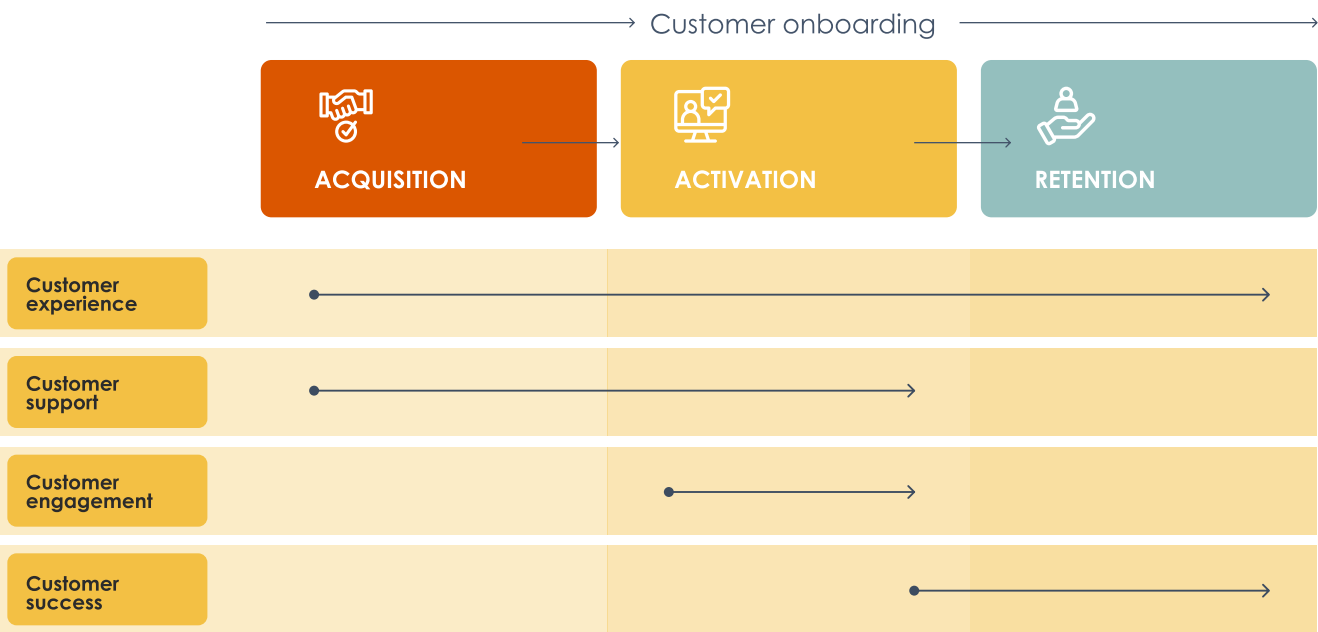 Customer onboarding
ACQUISITION
ACTIVATION
RETENTION
Customer
experience
Customer
support
Customer
engagement
Customer
success